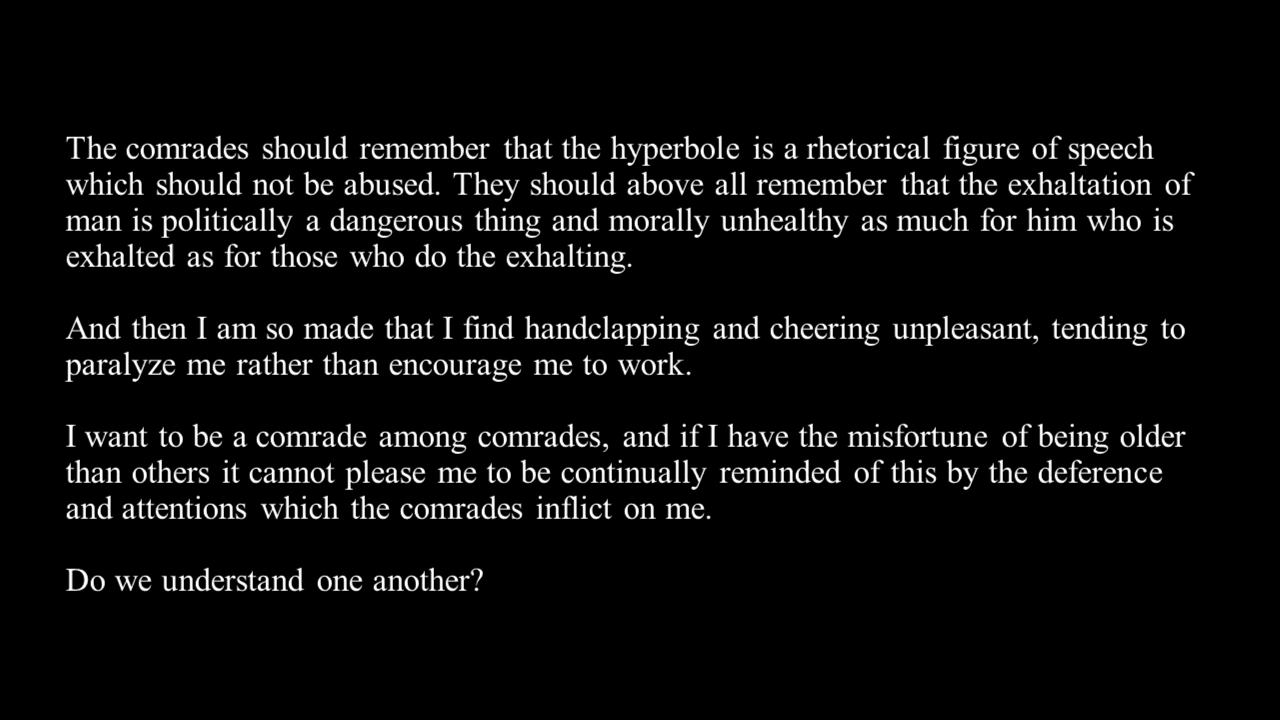 The comrades should remember that the hyperbole is a rhetorical figure of speech
which should not be abused. They should above all remember that the exhaltation of
man is politically a dangerous thing and morally unhealthy as much for him who is
exhalted as for those who do the exhalting.
And then I am so made that I find handclapping and cheering unpleasant, tending to
paralyze me rather than encourage me to work.
I want to be a comrade among comrades, and if I have the misfortune of being older
than others it cannot please me to be continually reminded of this by the deference
and attentions which the comrades inflict on me.
Do we understand one another?